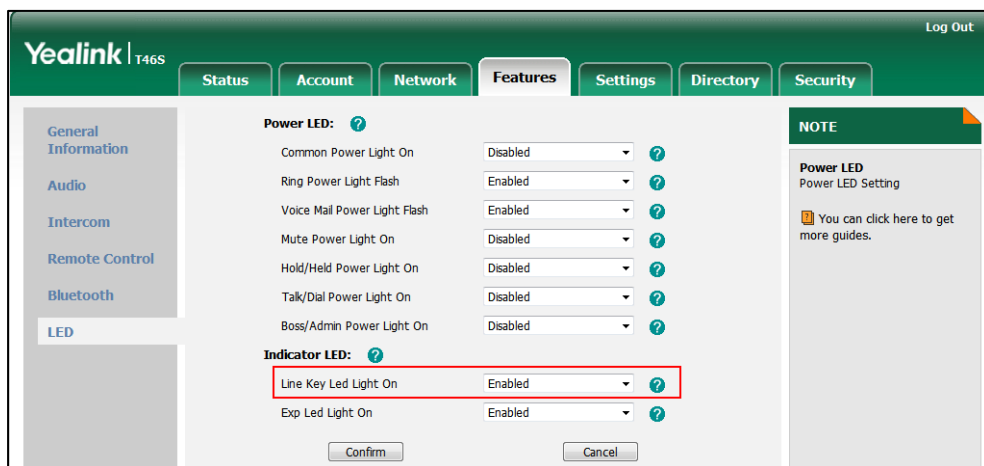 Log Out
Yealink T46S
Status Account Network Features Settings Directory Security
General
Information
Audio
Intercom
Remote Control
Bluetooth
LED
Power LED: ?
Common Power Light On Disabled ?
Ring Power Light Flash Enabled ?
Voice Mail Power Light Flash Enabled ?
Mute Power Light On Disabled ?
Hold/Held Power Light On Disabled ?
Talk/Dial Power Light On Disabled ?
Boss/Admin Power Light On Disabled ?
Indicator LED: ?
Line Key Led Light On Enabled ?
Exp Led Light On Enabled ?
Confirm Cancel
NOTE
Power LED
Power LED Setting
? You can click here to get
more guides.